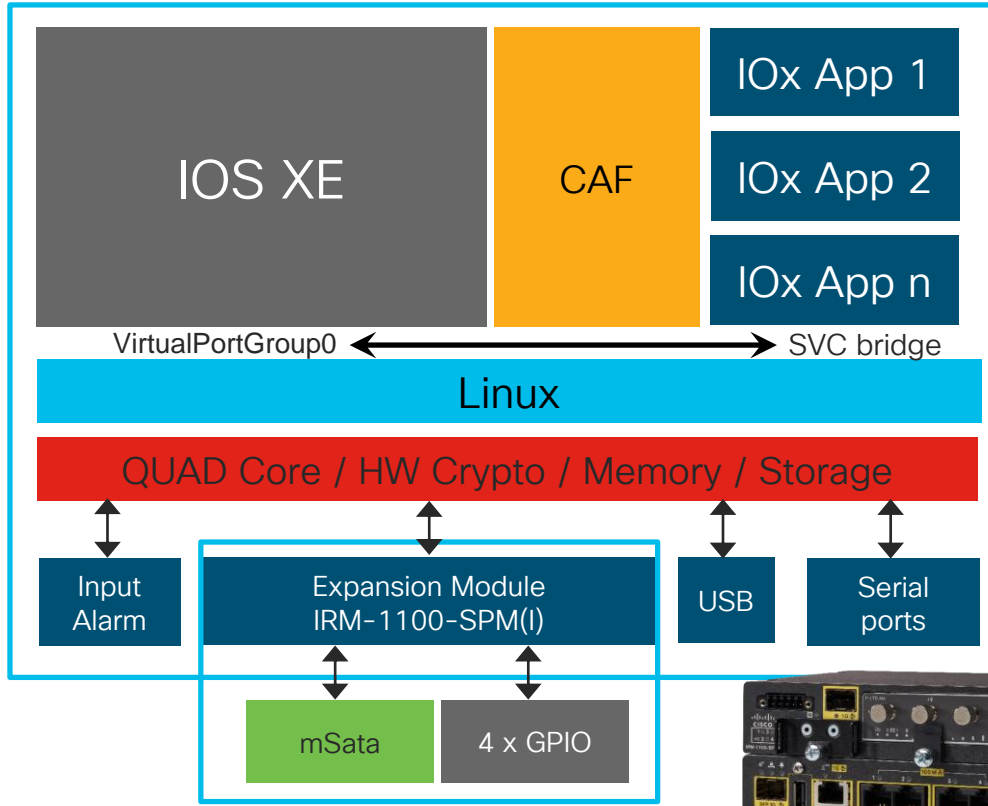 IOS XE
CAF
IOx App 1
IOx App 2
IOx App n
VirtualPortGroup0
SVC bridge
Linux
QUAD Core / HW Crypto / Memory / Storage
Input
Alarm
Expansion Module
IRM-1100-SPM(I)
USB
Serial
ports
mSata
4 x GPIO
CISCO